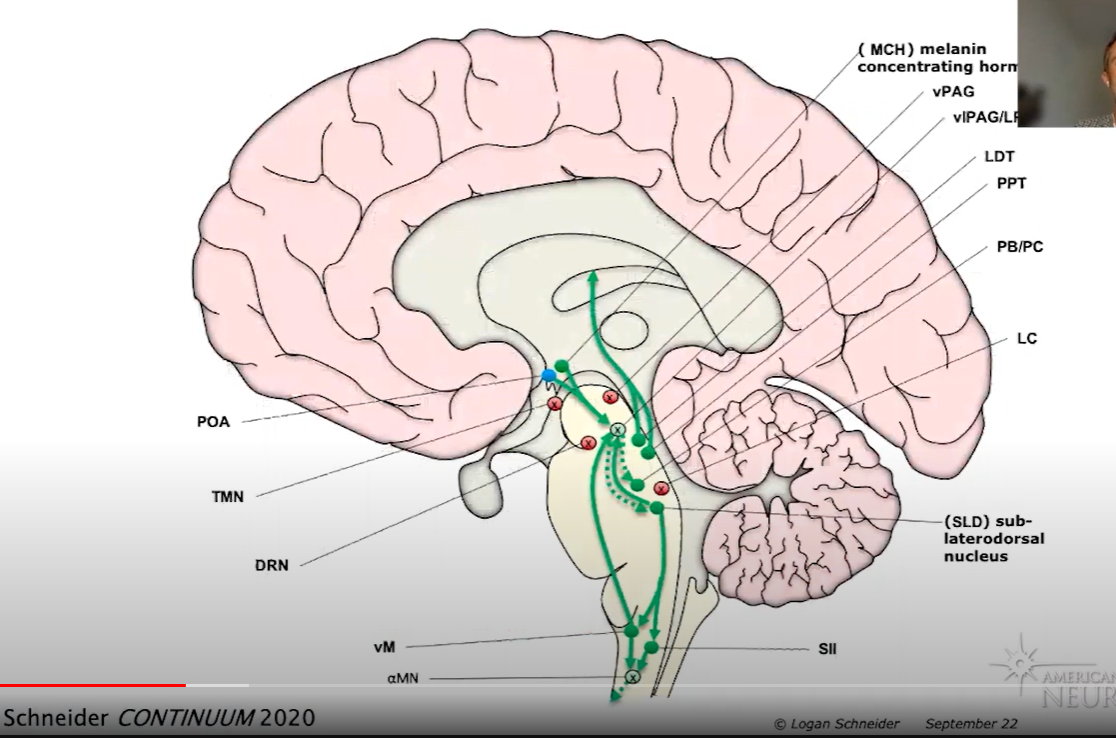 ( MCH ) melanin
concentrating horm
vPAG
vlPAG/LP
LDT
PPT
PB/PC
LC
POA
TMN
(SLD) sub-
laterodorsal
nucleus
DRN
vM
SII
αMN
AMERICAN
NEUR
Schneider CONTINUUM 2020
© Logan Schneider September 22